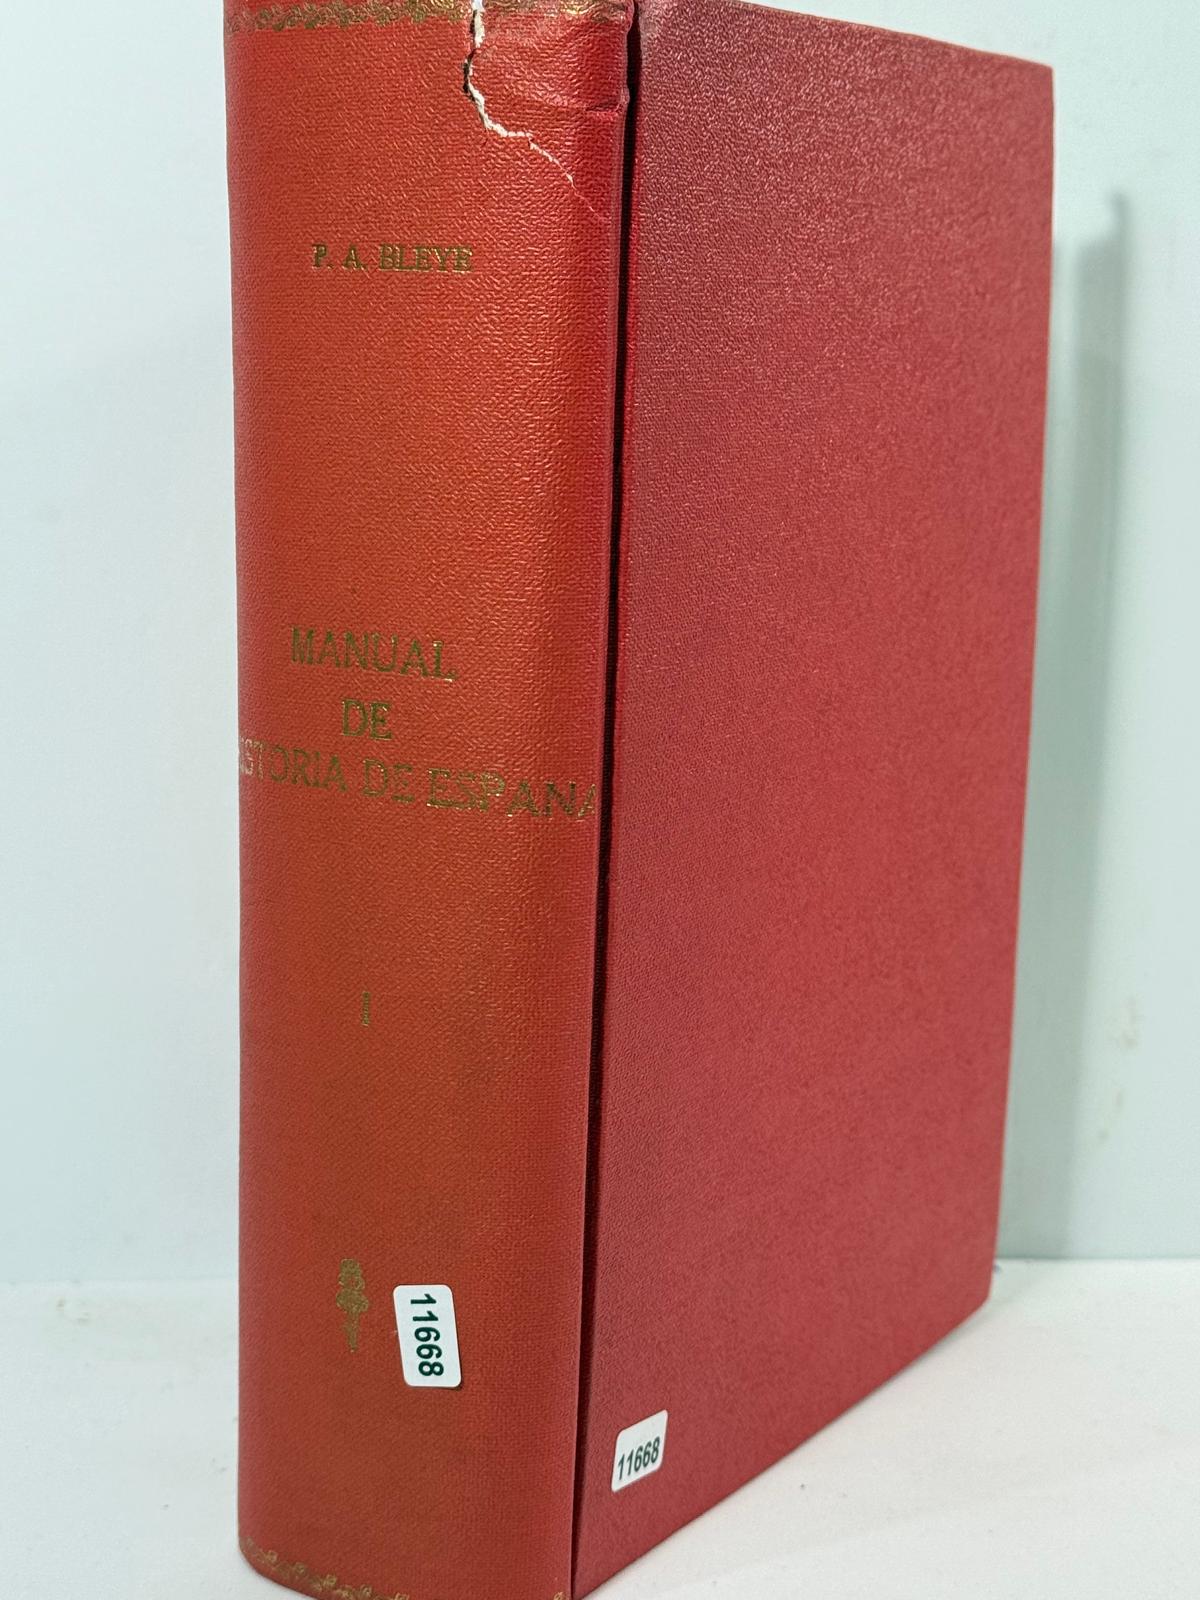 P. A. BLEYE
MANUAL
DE
ISTORIA DE ESPANA
I
11668
11668